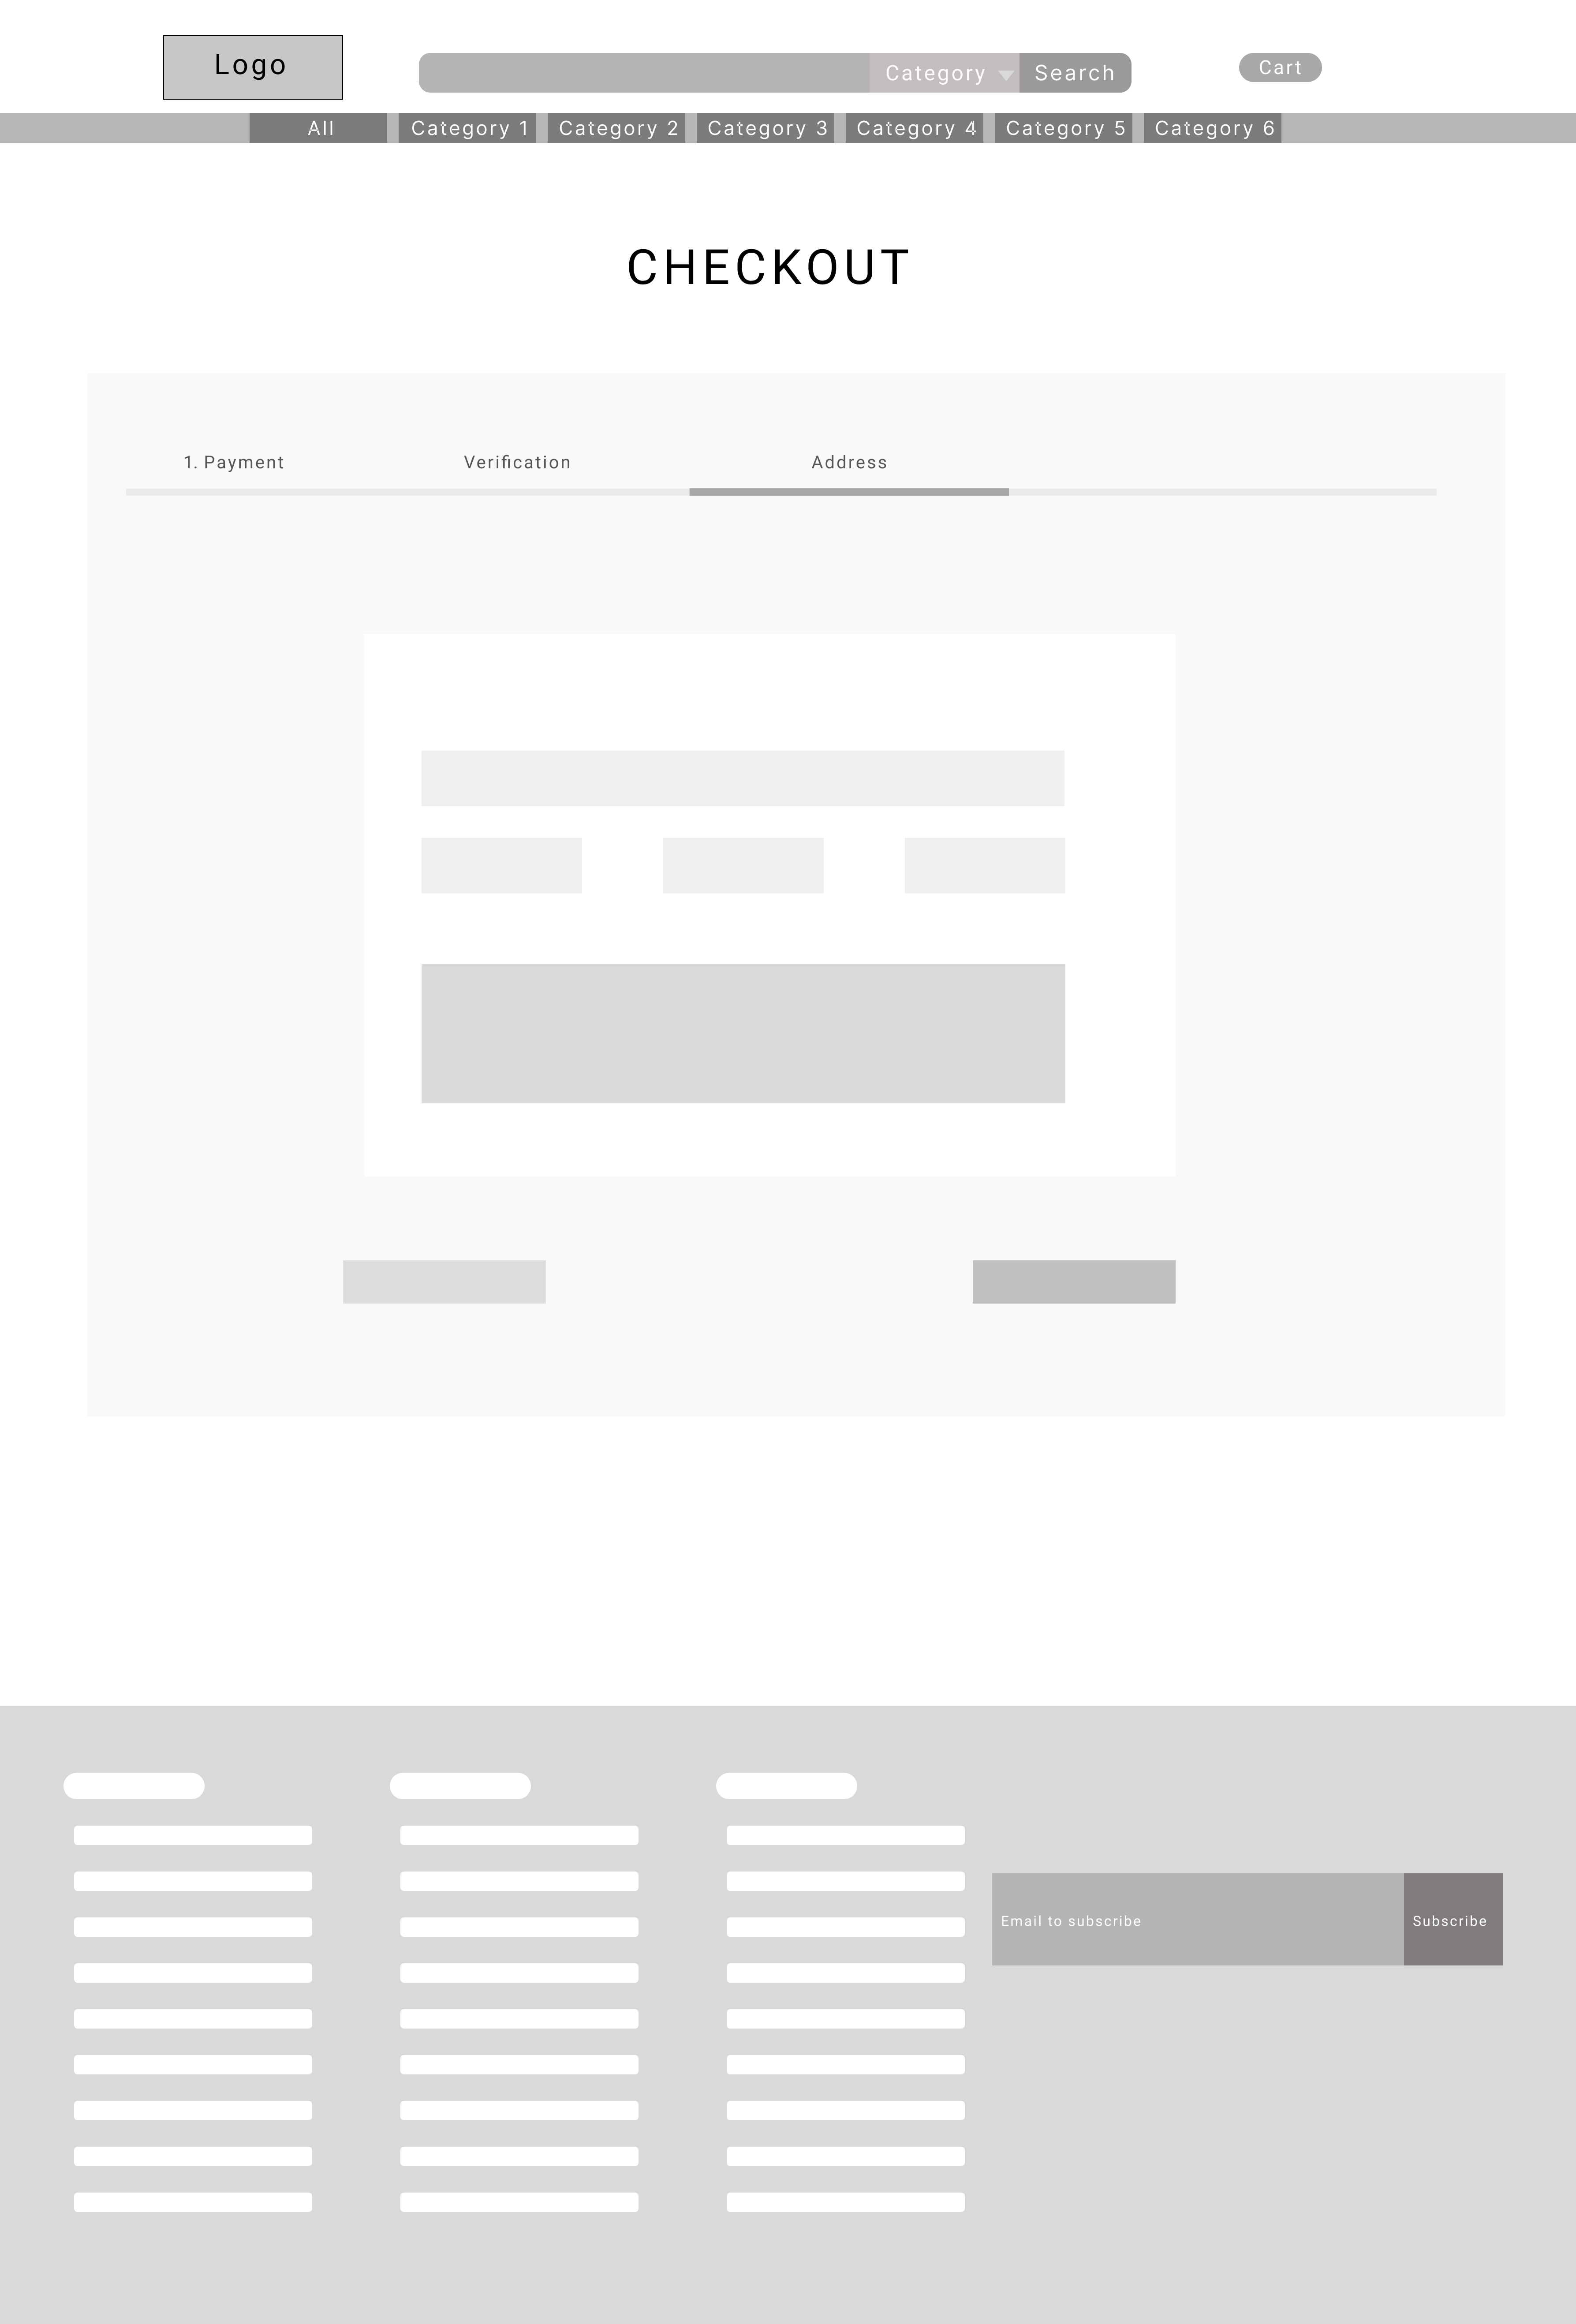 Logo
Category
Search
Cart
All
Category 1
Category 2
Category 3
Category 4
Category 5
Category 6
CHECKOUT
1. Payment
Verification
Address
Email to subscribe
Subscribe